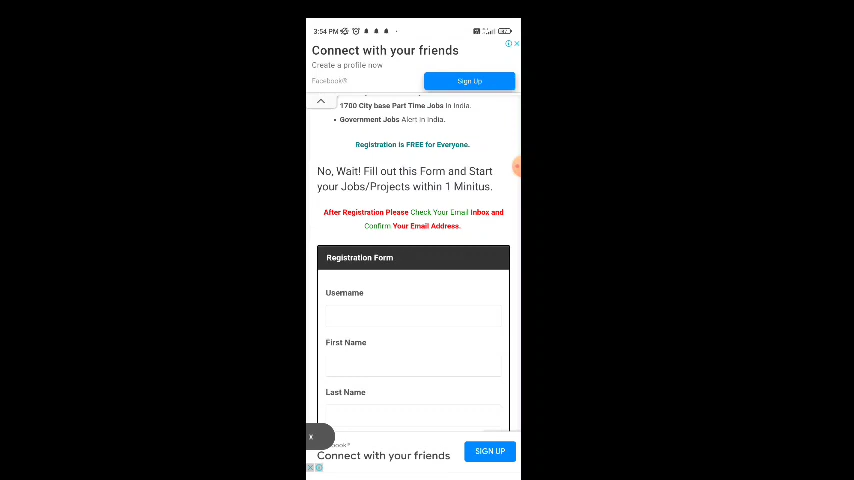 3:54 PM
Connect with your friends
Create a profile now
Facebook®
Sign Up
1700 City base Part Time Jobs in India.
Government Jobs Alert in India.
Registration is FREE for Everyone.
No, Wait! Fill out this Form and Start
your Jobs/Projects within 1 Minitus.
After Registration Please Check Your Email Inbox and
Confirm Your Email Address.
Registration Form
Username
First Name
Last Name
Connect with your friends
SIGN UP